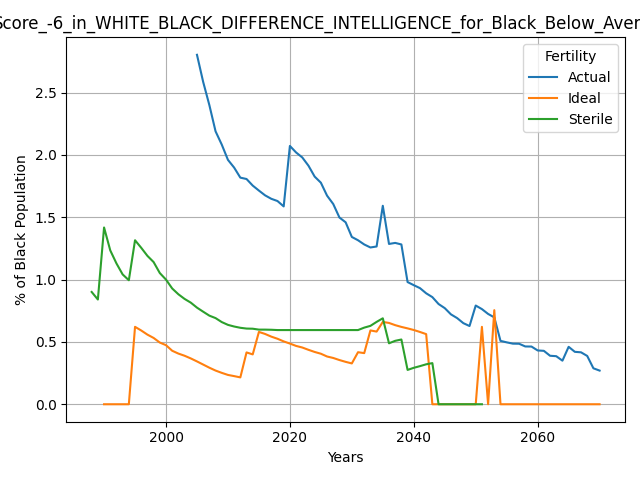 Score_-6_in_WHITE_BLACK_DIFFERENCE_INTELLIGENCE_for_Black_Below_Aver
Fertility
Actual
Ideal
Sterile
2.5
2.0
1.5
1.0
0.5
0.0
% of Black Population
2000
2020
2040
2060
Years